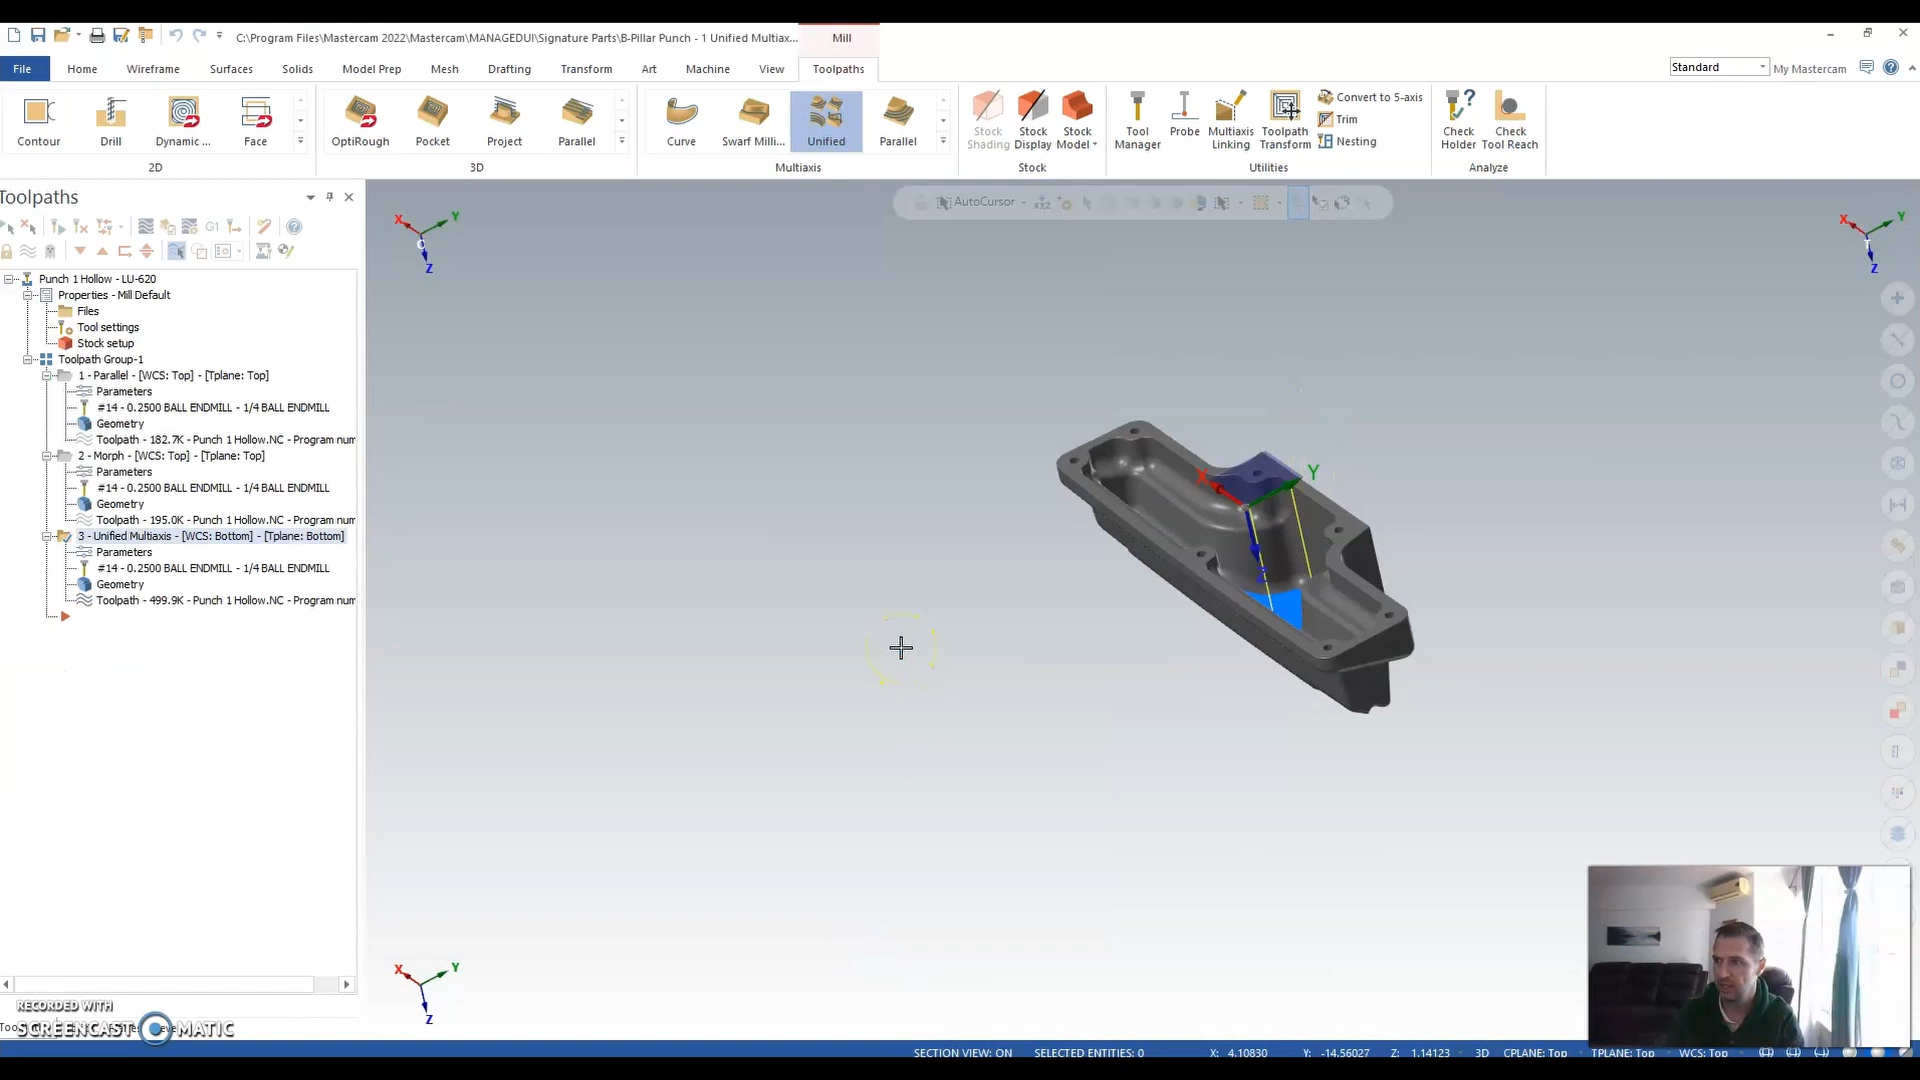 C:\Program Files\Mastercam 2022\Mastercam\MANAGEDUI\Signature Parts\B-Pillar Punch - 1 Unified Multiax...
Mill
File Home Wireframe Surfaces Solids Model Prep Mesh Drafting Transform Art Machine View Toolpaths
Standard My Mastercam
Contour Drill Dynamic ... Face
2D
OptiRough Pocket Project Parallel
3D
Curve Swarf Milli... Unified Parallel
Multiaxis
Stock Shading Stock Display Stock Model
Stock
Tool Manager Probe Multiaxis Linking Toolpath Transform
Convert to 5-axis
Trim
Nesting
Utilities
Check Holder Check Tool Reach
Analyze
Toolpaths
G1
AutoCursor
XYZ
X Y Z
C
X Y Z
T
Punch 1 Hollow - LU-620
Properties - Mill Default
Files
Tool settings
Stock setup
Toolpath Group-1
1 - Parallel - [WCS: Top] - [Tplane: Top]
Parameters
#14 - 0.2500 BALL ENDMILL - 1/4 BALL ENDMILL
Geometry
Toolpath - 182.7K - Punch 1 Hollow.NC - Program num
2 - Morph - [WCS: Top] - [Tplane: Top]
Parameters
#14 - 0.2500 BALL ENDMILL - 1/4 BALL ENDMILL
Geometry
Toolpath - 195.0K - Punch 1 Hollow.NC - Program num
3 - Unified Multiaxis - [WCS: Bottom] - [Tplane: Bottom]
Parameters
#14 - 0.2500 BALL ENDMILL - 1/4 BALL ENDMILL
Geometry
Toolpath - 499.9K - Punch 1 Hollow.NC - Program num
X Y Z
X Y Z
RECORDED WITH
SCREENCAST MATIC
SECTION VIEW: ON SELECTED ENTITIES: 0 X: 4.10830 Y: -14.56027 Z: 1.14123 3D CPLANE: Top TPLANE: Top WCS: Top